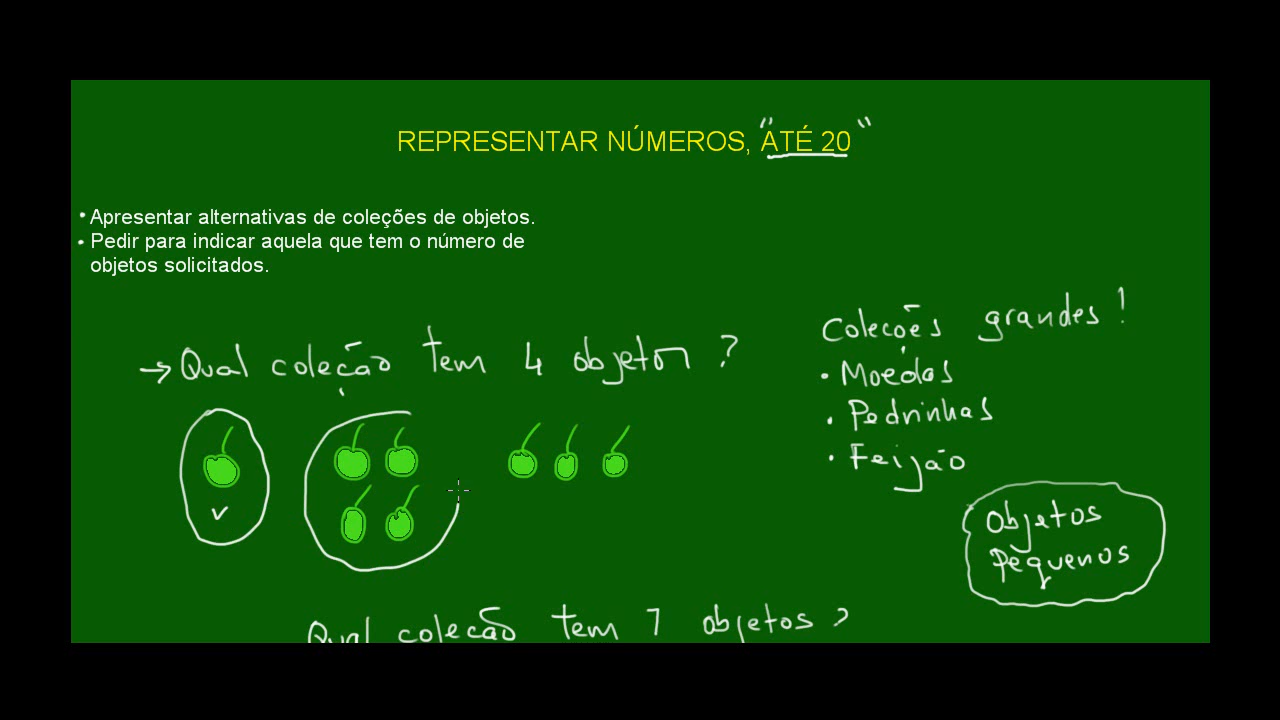 REPRESENTAR NÚMEROS, "ATÉ 20"
• Apresentar alternativas de coleções de objetos.
• Pedir para indicar aquela que tem o número de
objetos solicitados.
→ Qual coleção tem 4 objetos ?
v
Coleções grandes !
• Moedas
• Pedrinhas
• Feijão
Objetos
Pequenos
Qual coleção tem 7 objetos ?